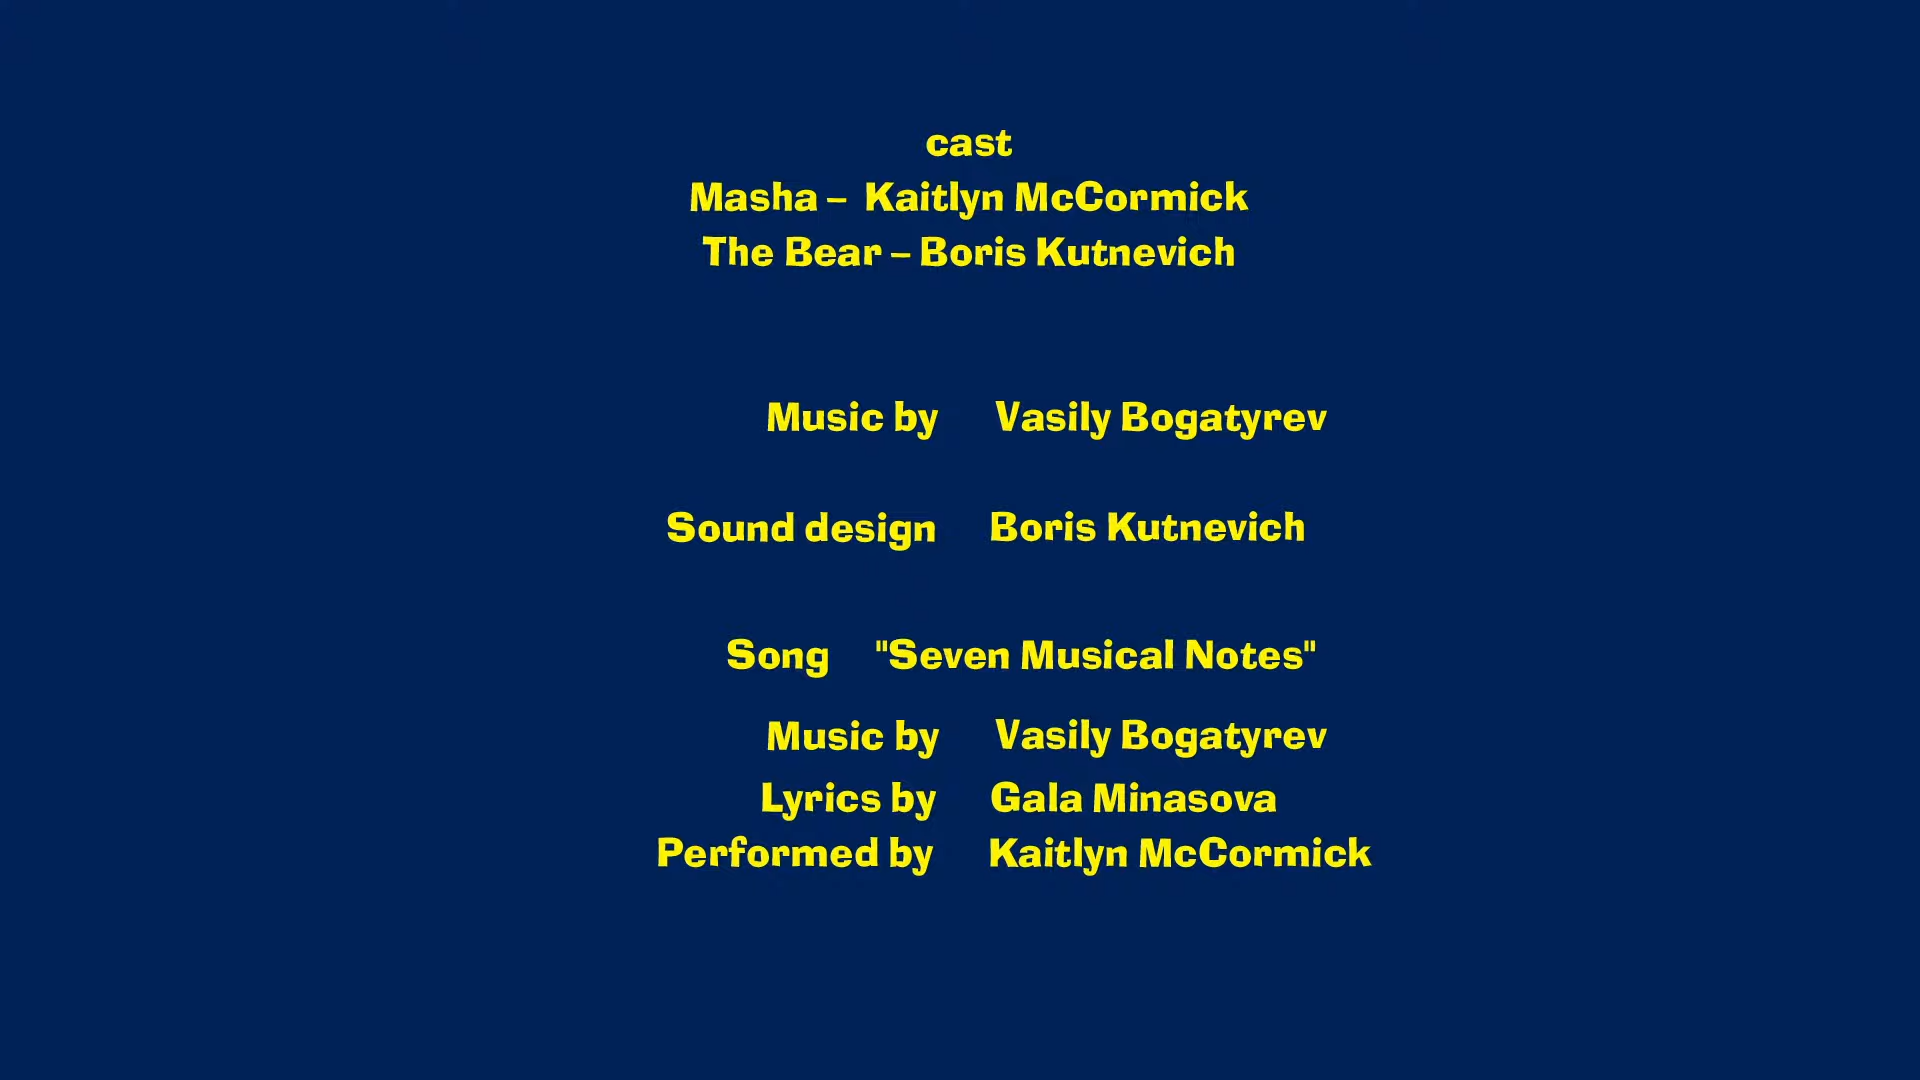 cast
Masha – Kaitlyn McCormick
The Bear – Boris Kutnevich
Music by Vasily Bogatyrev
Sound design Boris Kutnevich
Song "Seven Musical Notes"
Music by Vasily Bogatyrev
Lyrics by Gala Minasova
Performed by Kaitlyn McCormick